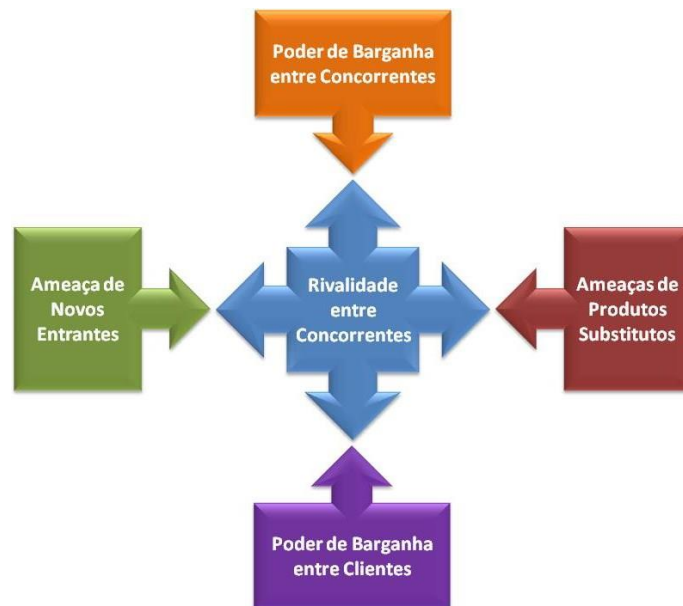 Poder de Barganha
entre Concorrentes
Ameaça de
Novos
Entrantes
Rivalidade
entre
Concorrentes
Ameaças de
Produtos
Substitutos
Poder de Barganha
entre Clientes